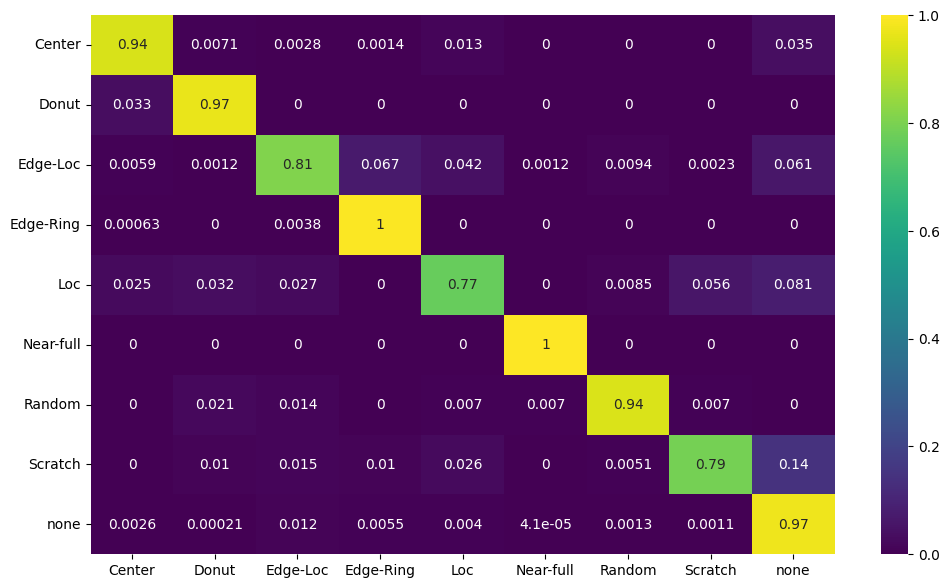 Center 0.94 0.0071 0.0028 0.0014 0.013 0 0 0 0.035
Donut 0.033 0.97 0 0 0 0 0 0 0
Edge-Loc 0.0059 0.0012 0.81 0.067 0.042 0.0012 0.0094 0.0023 0.061
Edge-Ring 0.00063 0 0.0038 1 0 0 0 0 0
Loc 0.025 0.032 0.027 0 0.77 0 0.0085 0.056 0.081
Near-full 0 0 0 0 0 1 0 0 0
Random 0 0.021 0.014 0 0.007 0.007 0.94 0.007 0
Scratch 0 0.01 0.015 0.01 0.026 0 0.0051 0.79 0.14
none 0.0026 0.00021 0.012 0.0055 0.004 4.1e-05 0.0013 0.0011 0.97
Center Donut Edge-Loc Edge-Ring Loc Near-full Random Scratch none
1.0
0.8
0.6
0.4
0.2
0.0